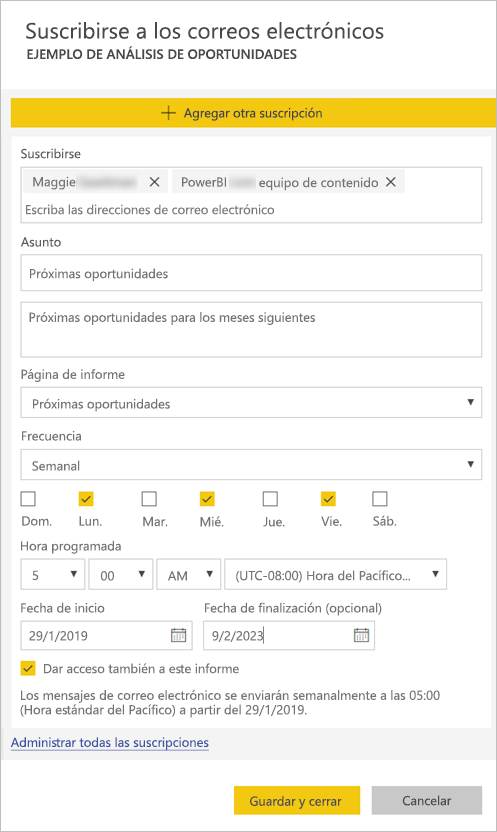 Suscribirse a los correos electrónicos
EJEMPLO DE ANÁLISIS DE OPORTUNIDADES
Agregar otra suscripción
Suscribirse
Maggie
PowerBI equipo de contenido
Escriba las direcciones de correo electrónico
Asunto
Próximas oportunidades
Próximas oportunidades para los meses siguientes
Página de informe
Próximas oportunidades
Frecuencia
Semanal
Dom. Lun. Mar. Mié. Jue. Vie. Sáb.
Hora programada
5 00 AM (UTC-08:00) Hora del Pacífico...
Fecha de inicio Fecha de finalización (opcional)
29/1/2019 9/2/2023
Dar acceso también a este informe
Los mensajes de correo electrónico se enviarán semanalmente a las 05:00
(Hora estándar del Pacífico) a partir del 29/1/2019.
Administrar todas las suscripciones
Guardar y cerrar Cancelar